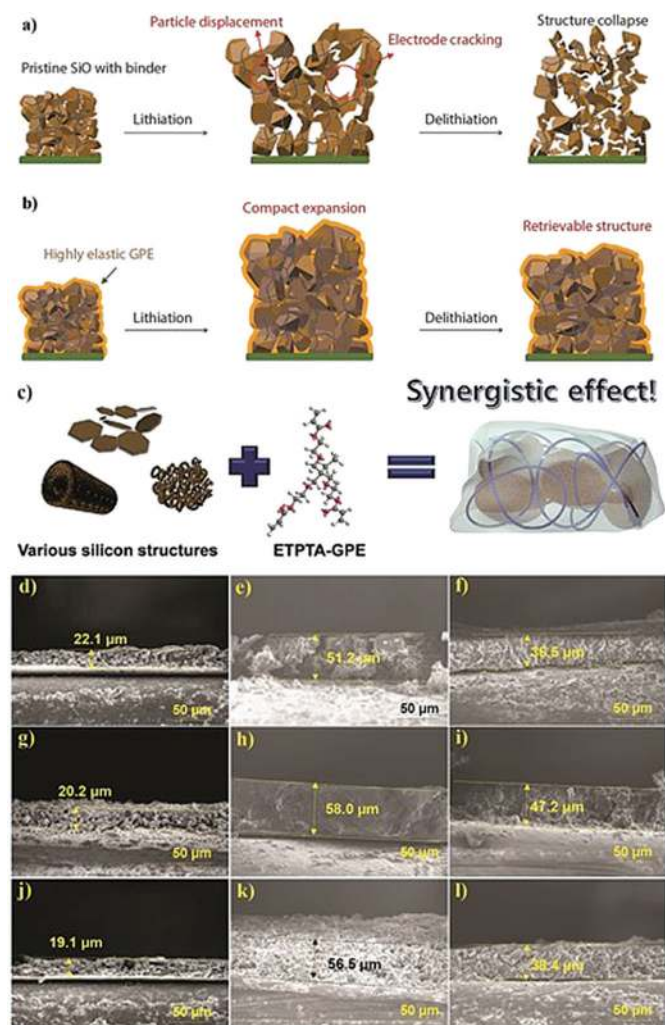 a)
Particle displacement
Structure collapse
Electrode cracking
Pristine SiO with binder
Lithiation
Delithiation
b)
Compact expansion
Retrievable structure
Highly elastic GPE
Lithiation
Delithiation
c)
Synergistic effect!
Various silicon structures
ETPTA-GPE
d)
22.1 µm
50 µm
e)
51.2 µm
50 µm
f)
50 µm
g)
20.2 µm
50 µm
h)
58.0 µm
50 µm
i)
47.2 µm
50 µm
j)
19.1 µm
50 µm
k)
56.5 µm
50 µm
l)
38.4 µm
50 µm